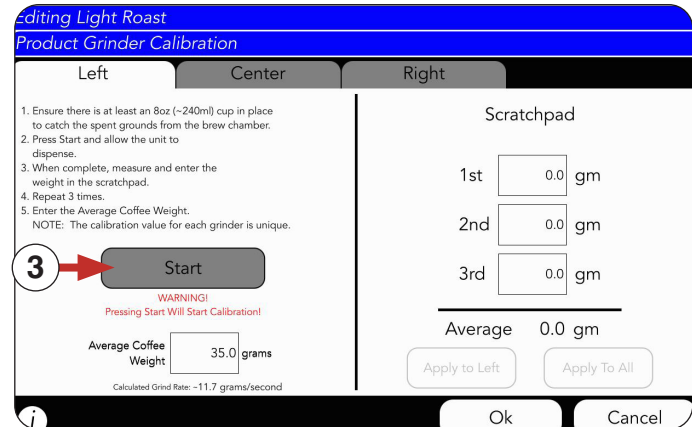 Editing Light Roast
Product Grinder Calibration
Left
Center
Right
1. Ensure there is at least an 8oz (~240ml) cup in place
to catch the spent grounds from the brew chamber.
2. Press Start and allow the unit to
dispense.
3. When complete, measure and enter the
weight in the scratchpad.
4. Repeat 3 times.
5. Enter the Average Coffee Weight.
NOTE: The calibration value for each grinder is unique.
3
Start
WARNING!
Pressing Start Will Start Calibration!
Average Coffee
Weight
35.0 grams
Calculated Grind Rate: ~11.7 grams/second
Scratchpad
1st 0.0 gm
2nd 0.0 gm
3rd 0.0 gm
Average 0.0 gm
Apply to Left
Apply To All
i
Ok
Cancel